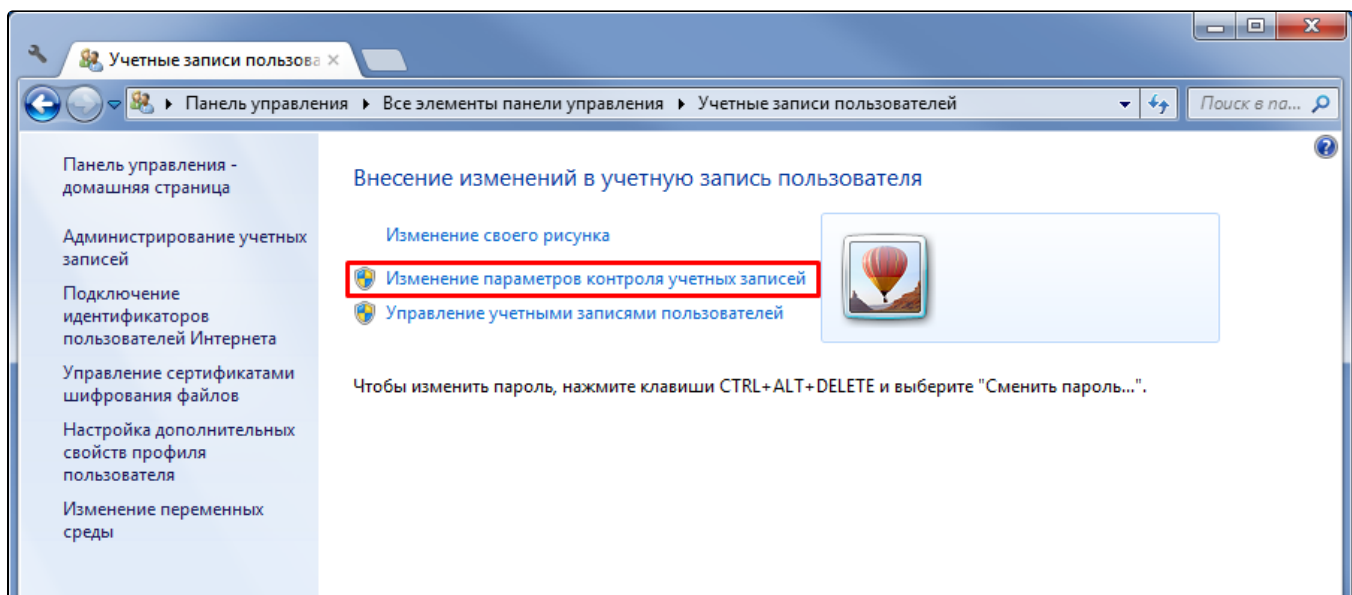 Учетные записи пользова
Панель управления ▸ Все элементы панели управления ▸ Учетные записи пользователей
Поиск в па...
Панель управления -
домашняя страница
Администрирование учетных
записей
Подключение
идентификаторов
пользователей Интернета
Управление сертификатами
шифрования файлов
Настройка дополнительных
свойств профиля
пользователя
Изменение переменных
среды
Внесение изменений в учетную запись пользователя
Изменение своего рисунка
Изменение параметров контроля учетных записей
Управление учетными записями пользователей
Чтобы изменить пароль, нажмите клавиши CTRL+ALT+DELETE и выберите "Сменить пароль...".